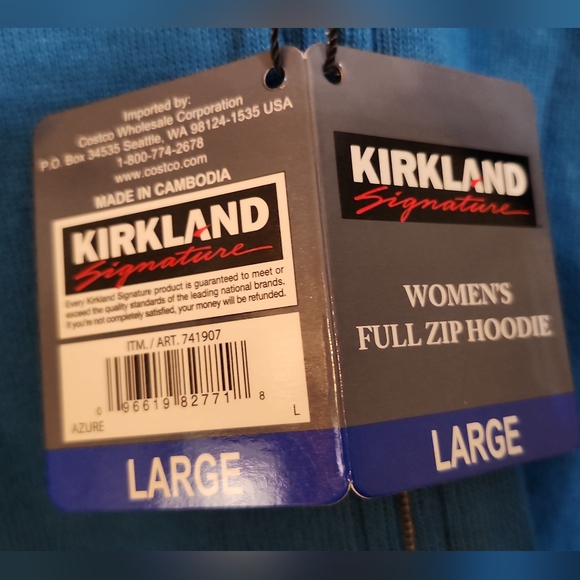 Imported by:
Costco Wholesale Corporation
P.O. Box 34535 Seattle, WA 98124-1535 USA
1-800-774-2678
www.costco.com
MADE IN CAMBODIA
KIRKLAND
Signature
Every Kirkland Signature product is guaranteed to meet or
exceed the quality standards of the leading national brands.
If you're not completely satisfied, your money will be refunded.
ITM./ ART. 741907
0 96619 82771 8
AZURE L
LARGE
KIRKLAND
Signature
WOMEN'S
FULL ZIP HOODIE
LARGE